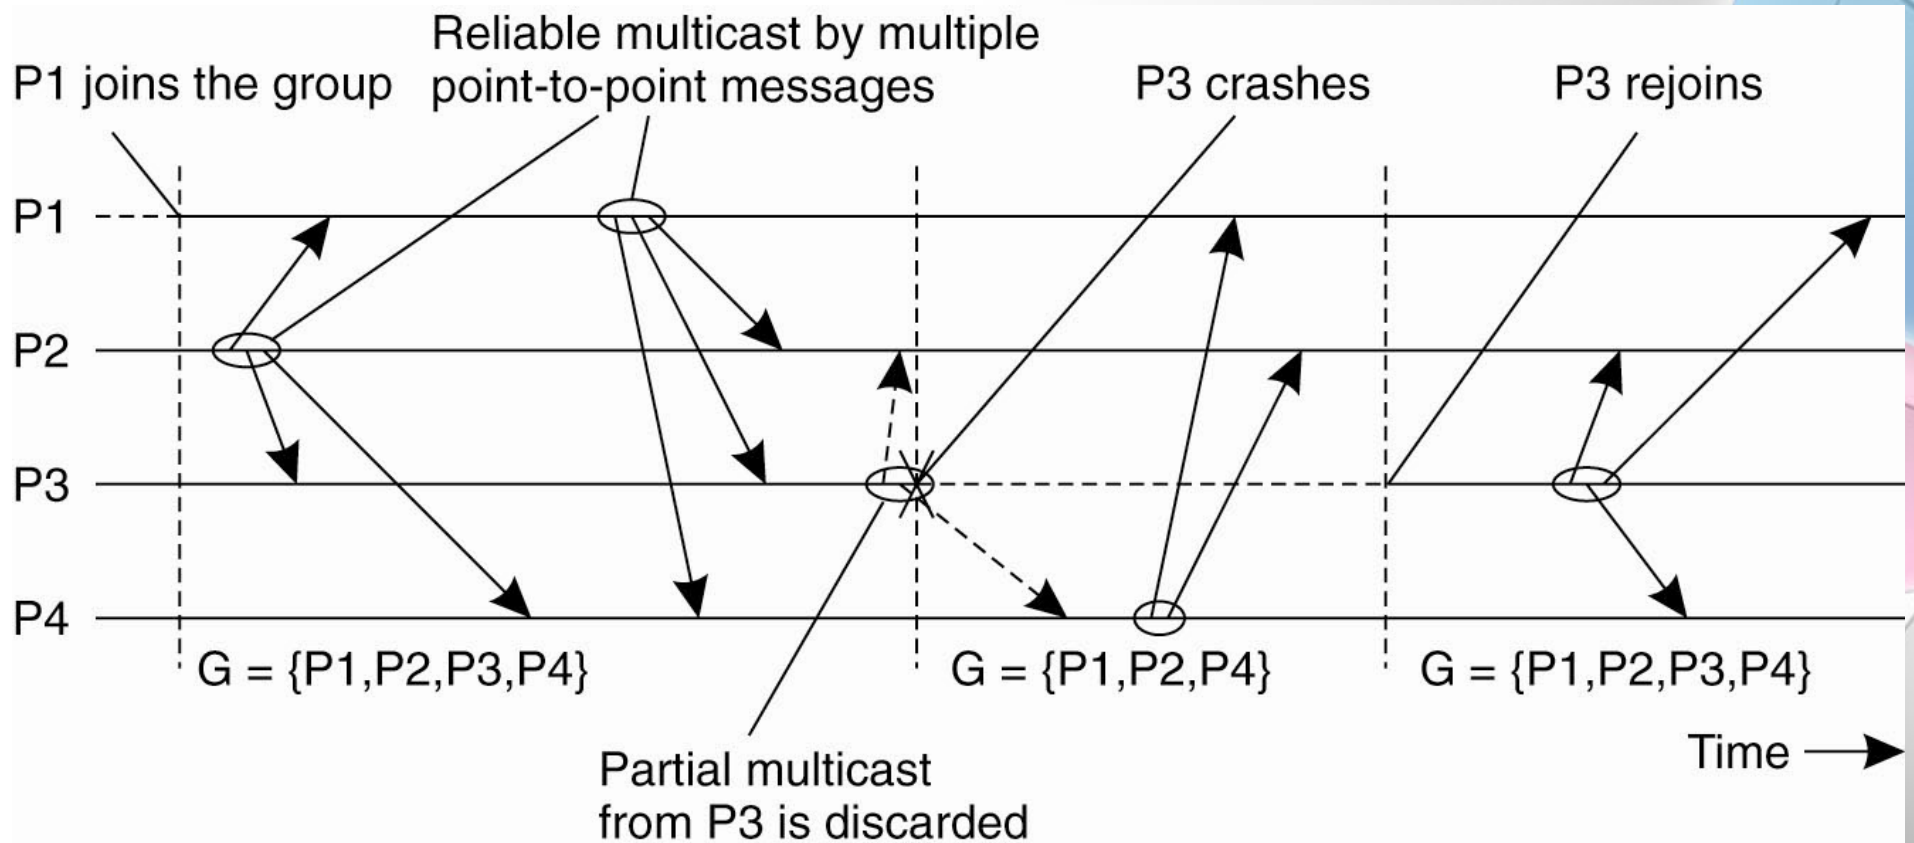 Reliable multicast by multiple
point-to-point messages
P1 joins the group
P3 crashes
P3 rejoins
P1
P2
P3
P4
G = {P1,P2,P3,P4}
G = {P1,P2,P4}
G = {P1,P2,P3,P4}
Time
Partial multicast
from P3 is discarded